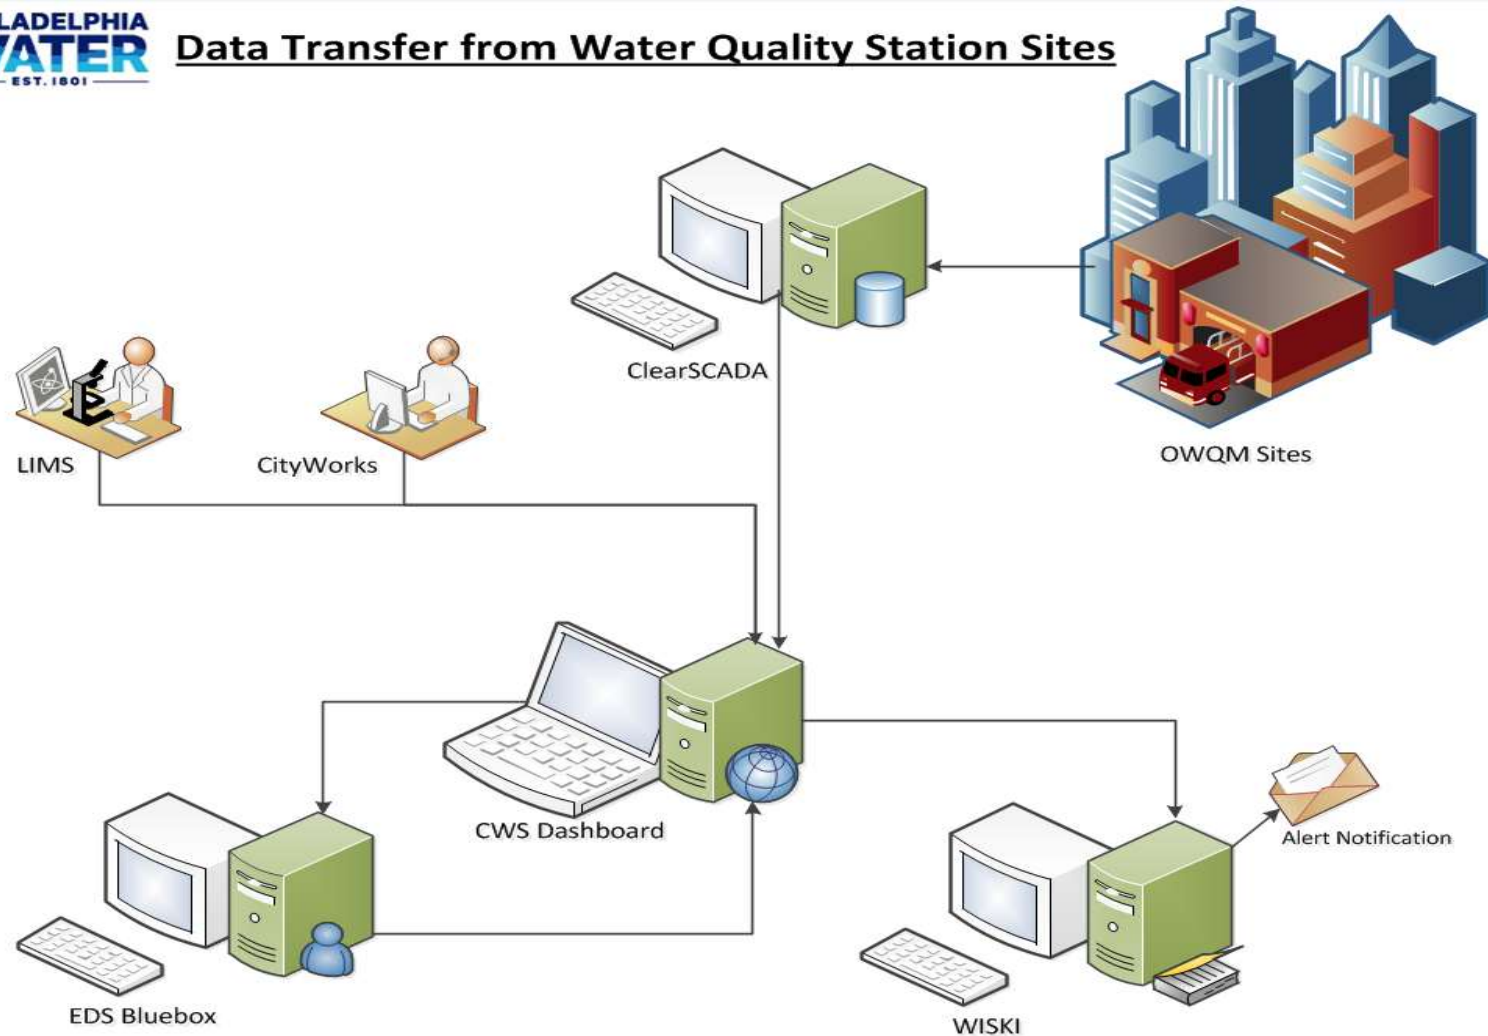 LADELPHIA
WATER
EST. 1801
Data Transfer from Water Quality Station Sites
ClearSCADA
OWQM Sites
LIMS
CityWorks
CWS Dashboard
Alert Notification
EDS Bluebox
WISKI